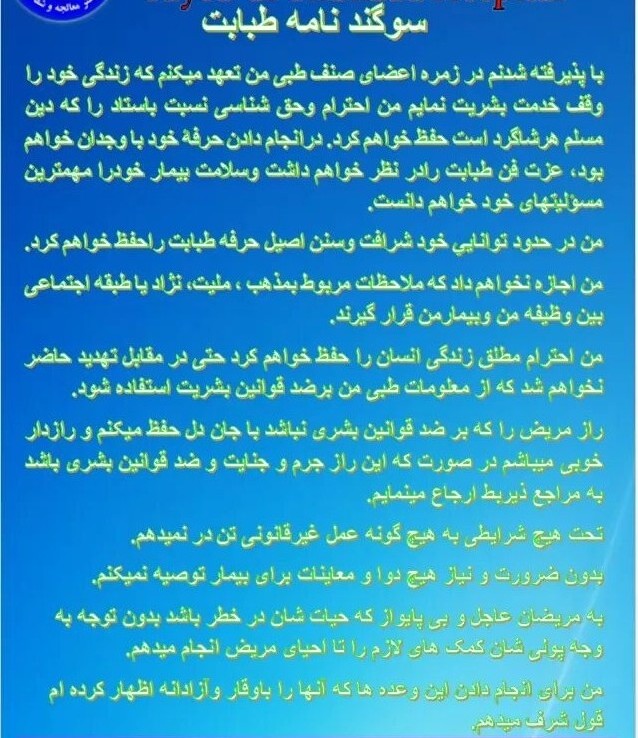 سوگند نامه طبابت
با پذیرفته شدنم در زمره اعضای صنف طبی من تعهد میکنم که زندگی خود را
وقف خدمت بشریت نمایم من احترام وحق شناسی نسبت باستاد را که دین
مسلم هرشاگرد است حفظ خواهم کرد. درانجام دادن حرفهٔ خود با وجدان خواهم
بود، عزت فن طبابت رادر نظر خواهم داشت وسلامت بیمار خودرا مهمترین
مسؤلیتهای خود خواهم دانست.
من در حدود توانایي خود شرافت وسنن اصیل حرفه طبابت راحفظ خواهم کرد.
من اجازه نخواهم داد که ملاحظات مربوط بمذهب ، ملیت، نژاد یا طبقه اجتماعی
بین وظیفه من وبیمارمن قرار گیرند.
من احترام مطلق زندگی انسان را حفظ خواهم کرد حتی در مقابل تهدید حاضر
نخواهم شد که از معلومات طبی من برضد قوانین بشریت استفاده شود.
راز مریض را که بر ضد قوانین بشری نباشد با جان دل حفظ میکنم و رازدار
خوبی میباشم در صورت که این راز جرم و جنایت و ضد قوانین بشری باشد
به مراجع ذیربط ارجاع مینمایم.
تحت هیچ شرایطی به هیچ گونه عمل غیرقانونی تن در نمیدهم.
بدون ضرورت و نیاز هیچ دوا و معاینات برای بیمار توصیه نمیکنم.
به مریضان عاجل و بی پایواز که حیات شان در خطر باشد بدون توجه به
وجه پولی شان کمک های لازم را تا احیای مریض انجام میدهم.
من برای انجام دادن این وعده ها که آنها را باوقار وآزادانه اظهار کرده ام
قول شرف میدهم.